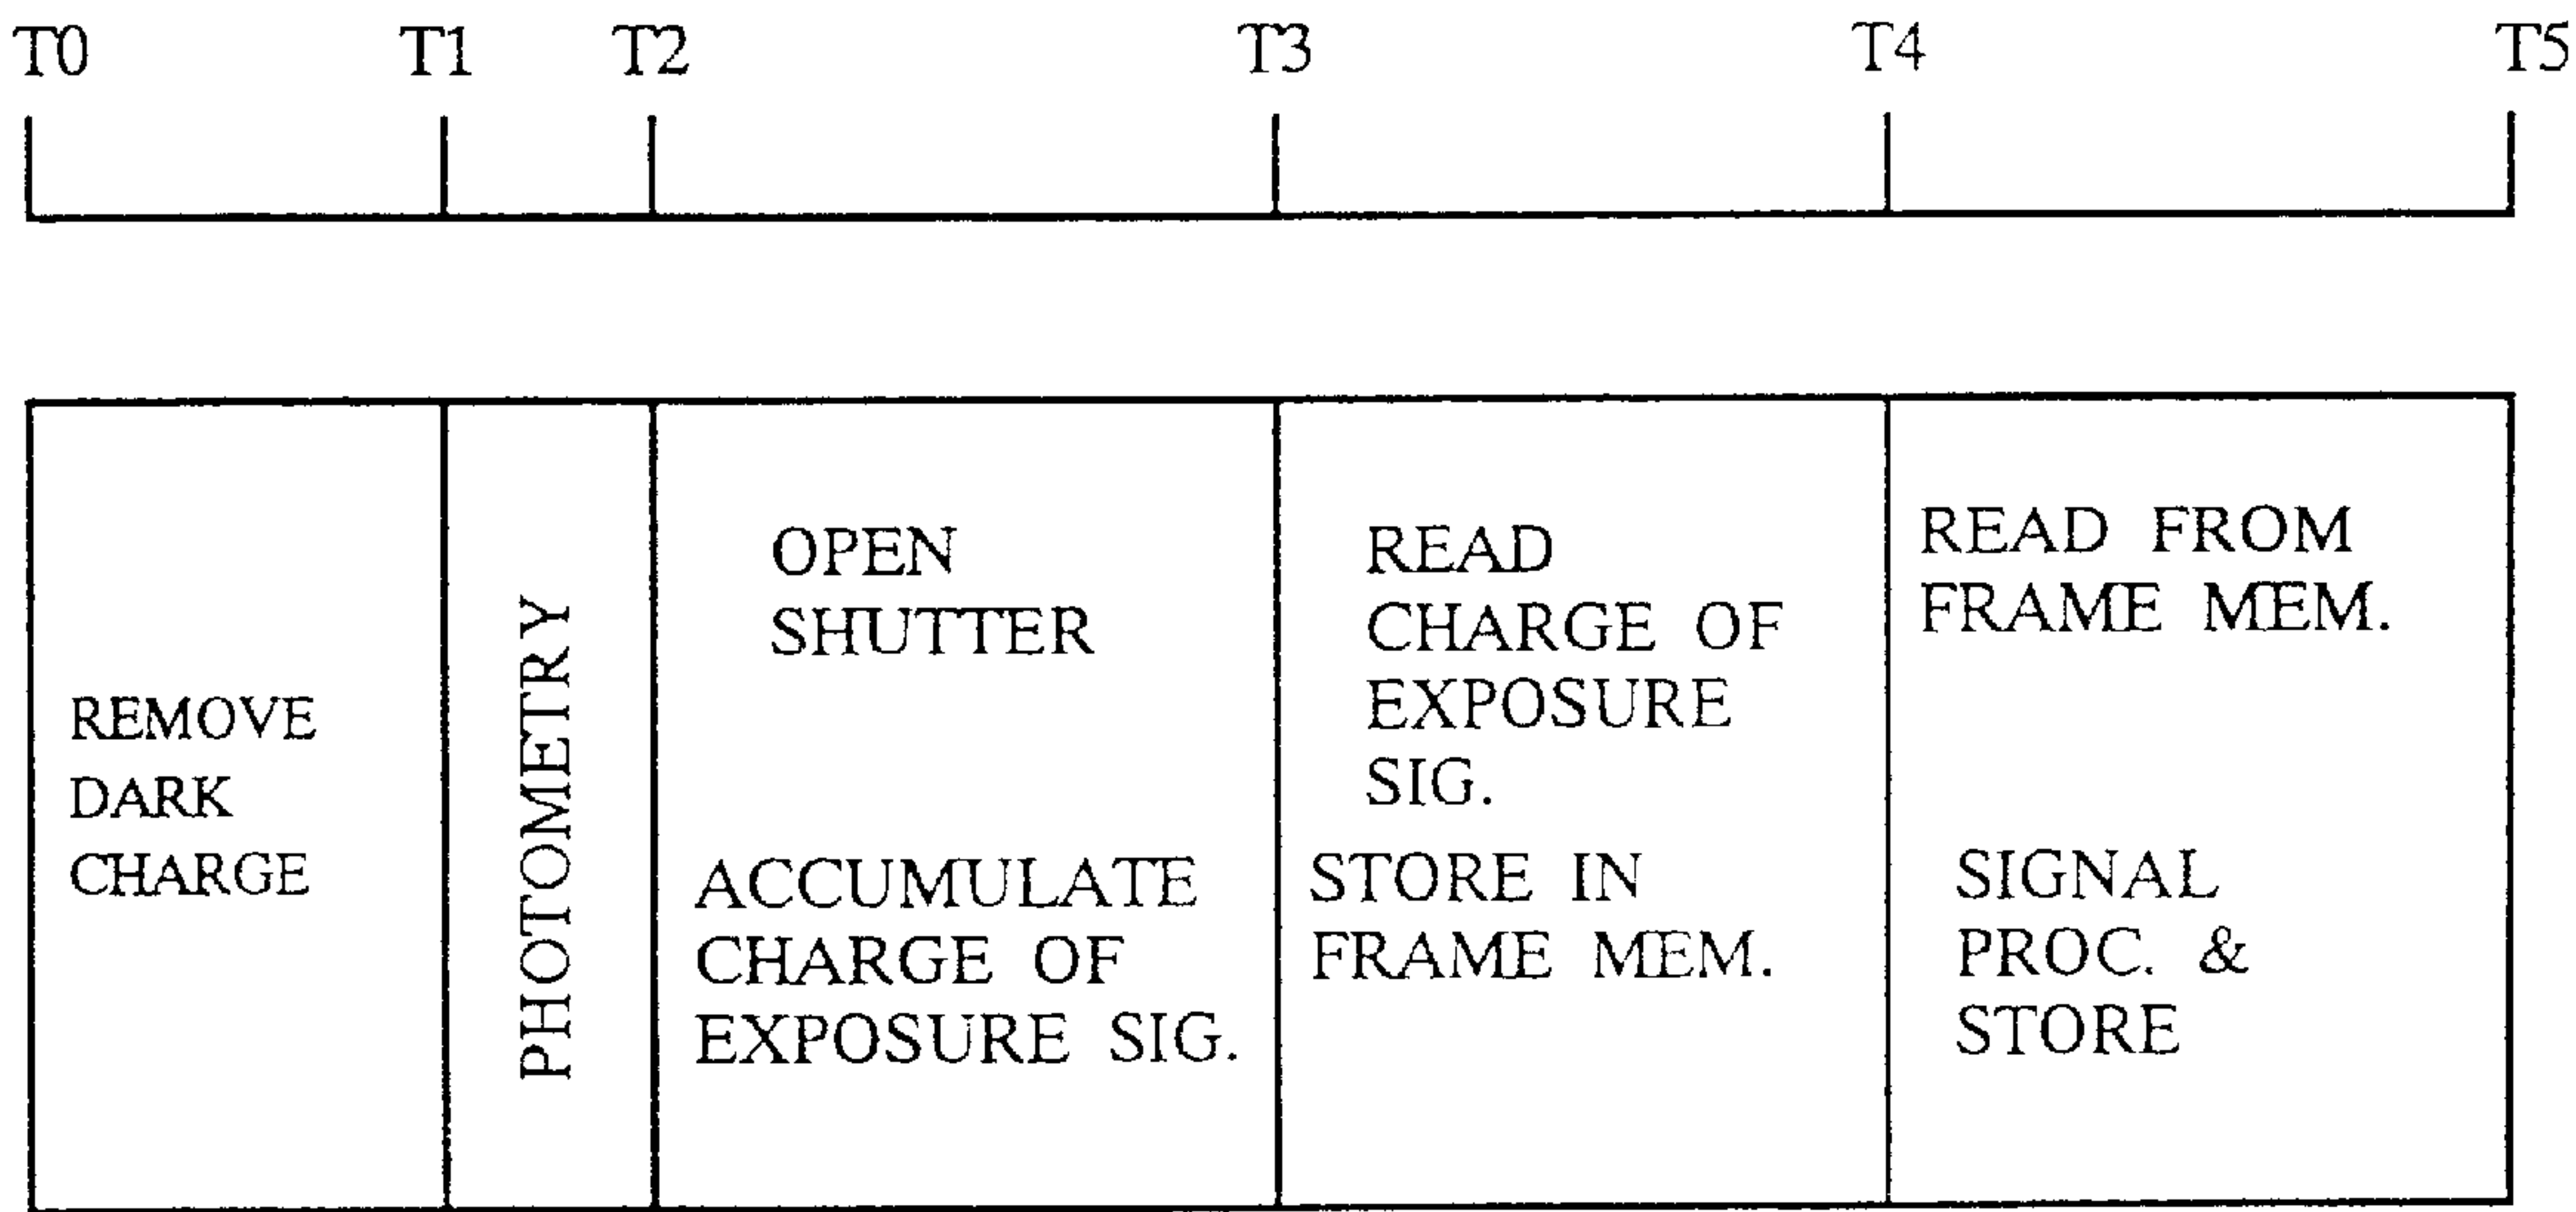 T0 T1 T2 T3 T4 T5
REMOVE
DARK
CHARGE
PHOTOMETRY
OPEN
SHUTTER
ACCUMULATE
CHARGE OF
EXPOSURE SIG.
READ
CHARGE OF
EXPOSURE
SIG.
STORE IN
FRAME MEM.
READ FROM
FRAME MEM.
SIGNAL
PROC. &
STORE